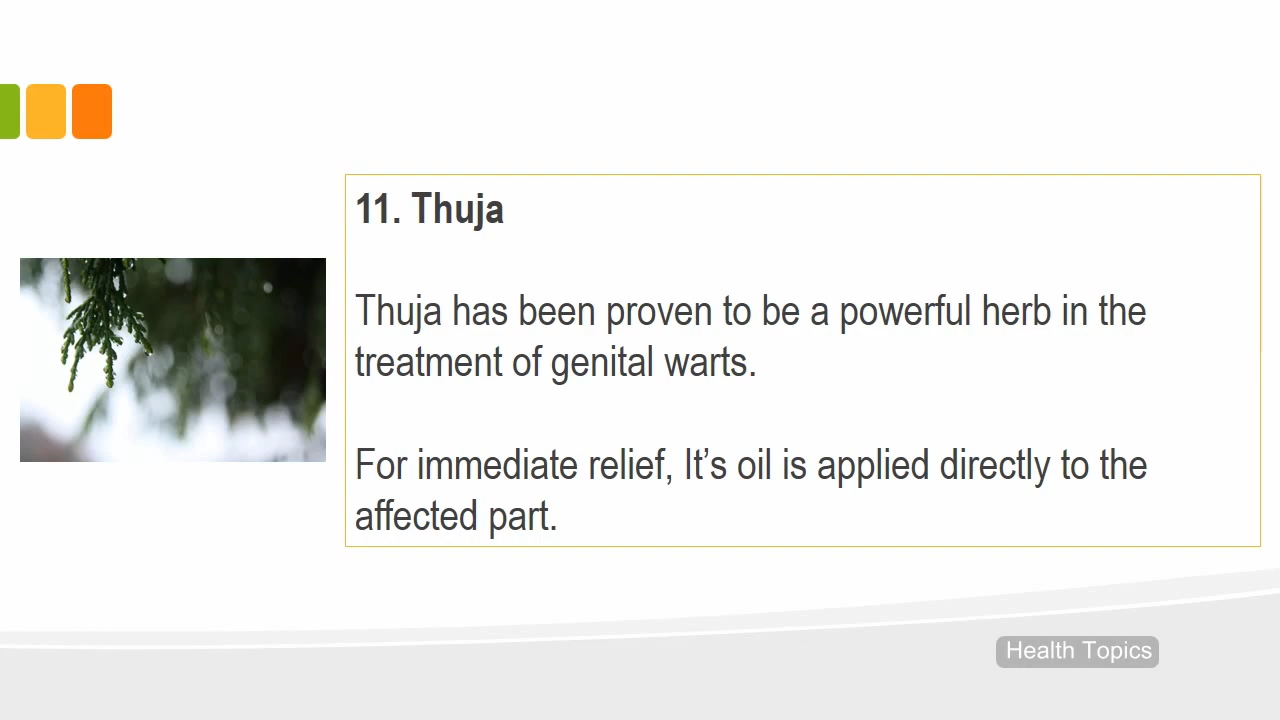 11. Thuja
Thuja has been proven to be a powerful herb in the
treatment of genital warts.
For immediate relief, It’s oil is applied directly to the
affected part.
Health Topics